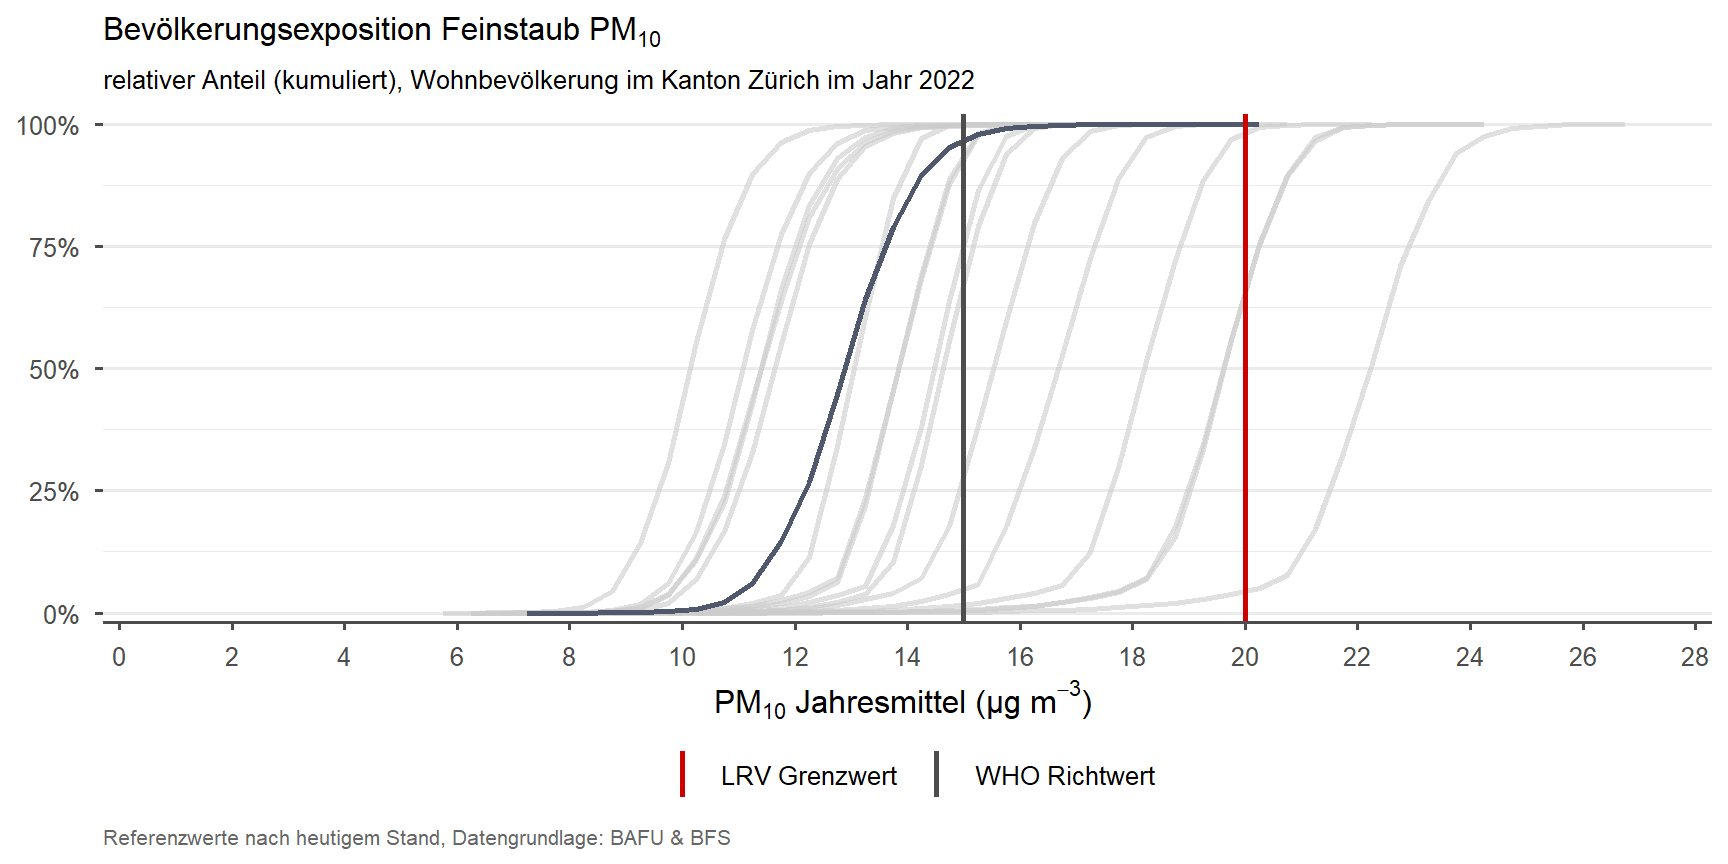 Bevölkerungsexposition Feinstaub PM₁₀
relativer Anteil (kumuliert), Wohnbevölkerung im Kanton Zürich im Jahr 2022
100%
75%
50%
25%
0%
0 2 4 6 8 10 12 14 16 18 20 22 24 26 28
PM₁₀ Jahresmittel (µg m⁻³)
LRV Grenzwert WHO Richtwert
Referenzwerte nach heutigem Stand, Datengrundlage: BAFU & BFS